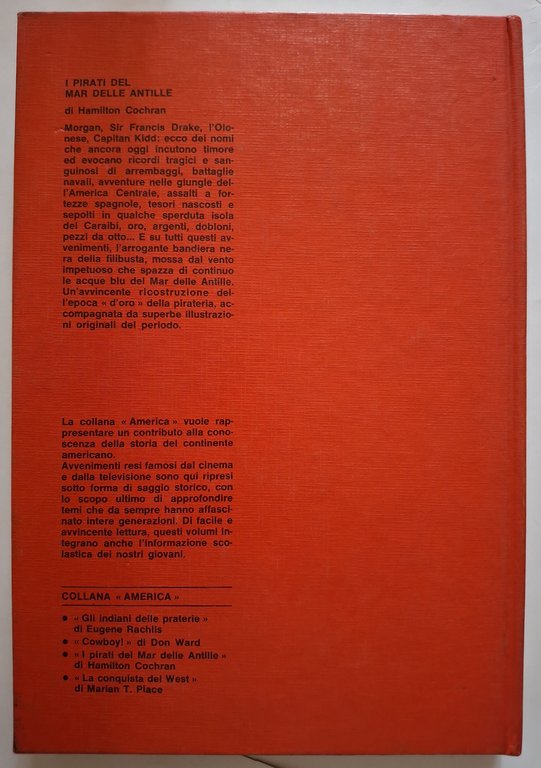 I PIRATI DEL
MAR DELLE ANTILLE
di Hamilton Cochran
Morgan, Sir Francis Drake, l'Olo-
nese, Capitan Kidd: ecco dei nomi
che ancora oggi incutono timore
ed evocano ricordi tragici e san-
guinosi di arrembaggi, battaglie
navali, avventure nelle giungle del-
l'America Centrale, assalti a for-
tezze spagnole, tesori nascosti e
sepolti in qualche sperduta isola
dei Caraibi, oro, argenti, dobloni,
pezzi da otto... E su tutti questi av-
venimenti, l'arrogante bandiera ne-
ra della filibusta, mossa dal vento
impetuoso che spazza di continuo
le acque blu del Mar delle Antille.
Un'avvincente ricostruzione del-
l'epoca « d'oro » della pirateria, ac-
compagnata da superbe illustrazio-
ni originali del periodo.
La collana « America » vuole rap-
presentare un contributo alla cono-
scenza della storia del continente
americano.
Avvenimenti resi famosi dal cinema
e dalla televisione sono qui ripresi
sotto forma di saggio storico, con
lo scopo ultimo di approfondire
temi che da sempre hanno affasci-
nato intere generazioni. Di facile e
avvincente lettura, questi volumi in-
tegrano anche l'informazione sco-
lastica dei nostri giovani.
COLLANA « AMERICA »
● « Gli indiani delle praterie »
di Eugene Rachlis
● « Cowboy! » di Don Ward
● « I pirati del Mar delle Antille »
di Hamilton Cochran
● « La conquista del West »
di Marian T. Place